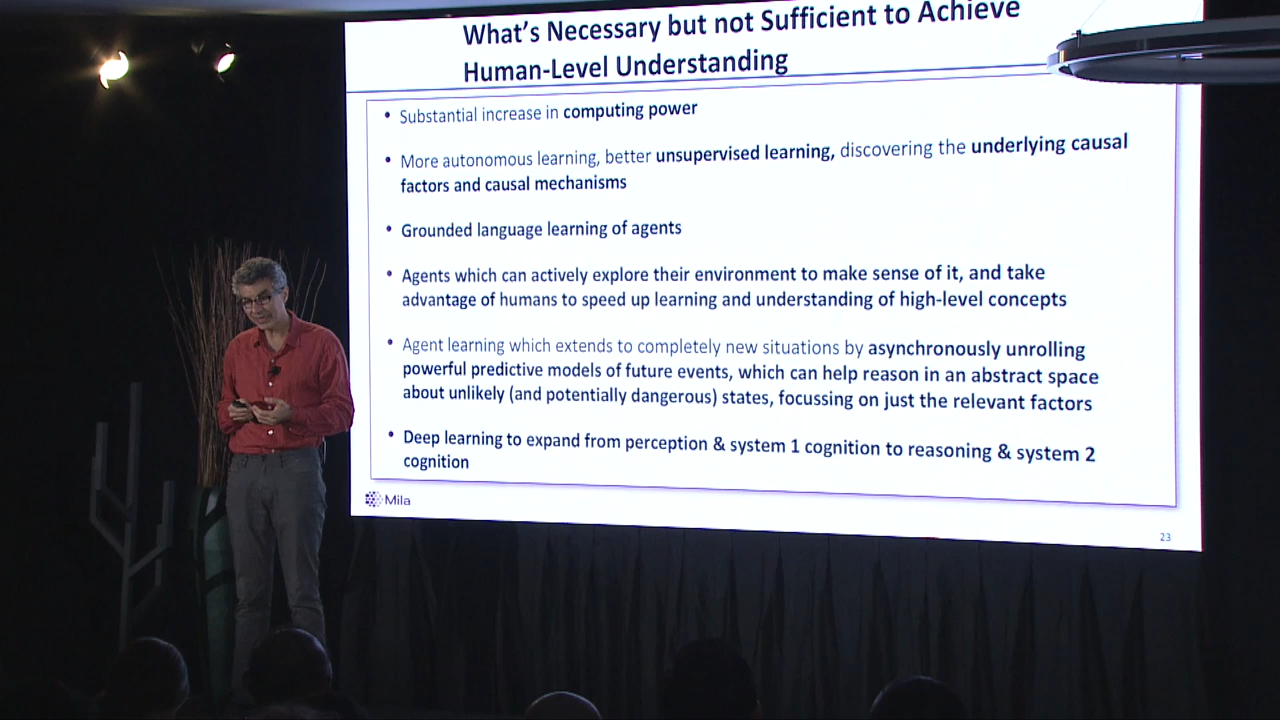 What's Necessary but not Sufficient to Achieve
Human-Level Understanding
• Substantial increase in computing power
• More autonomous learning, better unsupervised learning, discovering the underlying causal
factors and causal mechanisms
• Grounded language learning of agents
• Agents which can actively explore their environment to make sense of it, and take
advantage of humans to speed up learning and understanding of high-level concepts
• Agent learning which extends to completely new situations by asynchronously unrolling
powerful predictive models of future events, which can help reason in an abstract space
about unlikely (and potentially dangerous) states, focussing on just the relevant factors
• Deep learning to expand from perception & system 1 cognition to reasoning & system 2
cognition
Mila
23